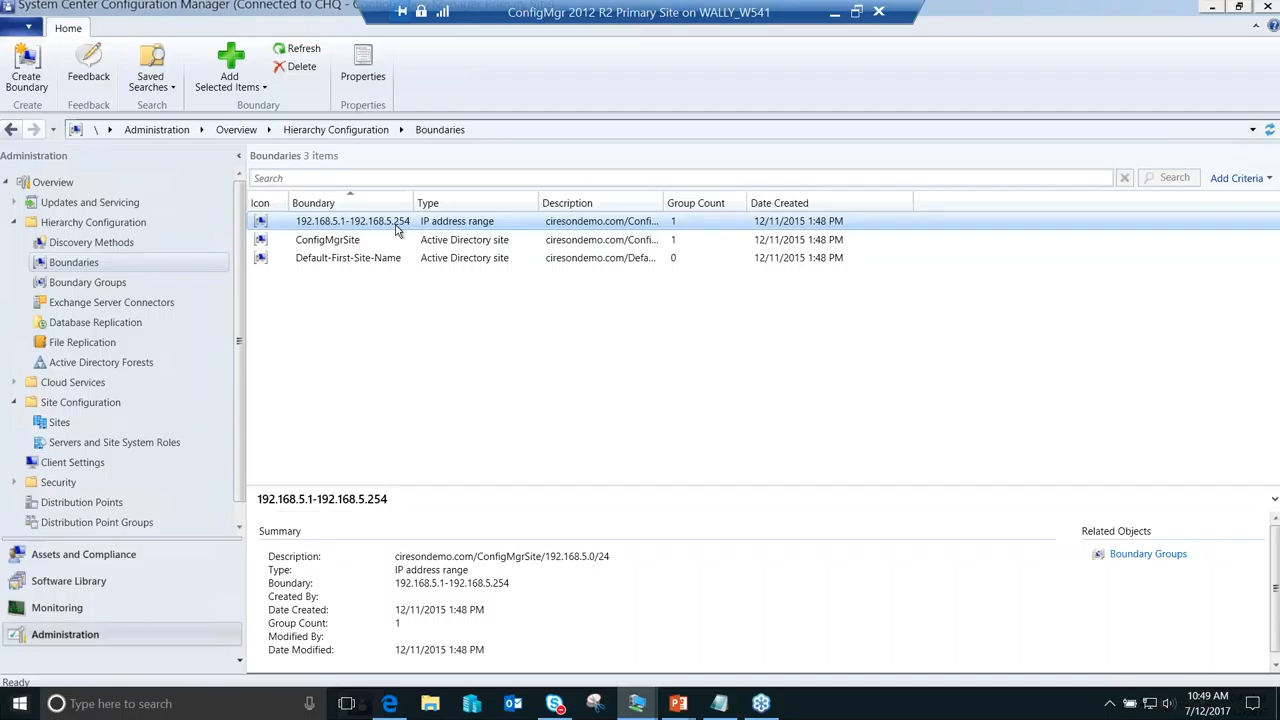 System Center Configuration Manager (Connected to CHQ
ConfigMgr 2012 R2 Primary Site on WALLY_W541
Home
Create Boundary
Feedback
Saved Searches
Add Selected Items
Refresh
Delete
Properties
Create
Feedback
Search
Boundary
Properties
\ Administration Overview Hierarchy Configuration Boundaries
Administration
Overview
Updates and Servicing
Hierarchy Configuration
Discovery Methods
Boundaries
Boundary Groups
Exchange Server Connectors
Database Replication
File Replication
Active Directory Forests
Cloud Services
Site Configuration
Sites
Servers and Site System Roles
Client Settings
Security
Distribution Points
Distribution Point Groups
Assets and Compliance
Software Library
Monitoring
Administration
Boundaries 3 items
Search
Search
Add Criteria
Icon Boundary Type Description Group Count Date Created
192.168.5.1-192.168.5.254 IP address range ciresondemo.com/Confi... 1 12/11/2015 1:48 PM
ConfigMgrSite Active Directory site ciresondemo.com/Confi... 1 12/11/2015 1:48 PM
Default-First-Site-Name Active Directory site ciresondemo.com/Defa... 0 12/11/2015 1:48 PM
192.168.5.1-192.168.5.254
Summary
Description: ciresondemo.com/ConfigMgrSite/192.168.5.0/24
Type: IP address range
Boundary: 192.168.5.1-192.168.5.254
Created By:
Date Created: 12/11/2015 1:48 PM
Group Count: 1
Modified By:
Date Modified: 12/11/2015 1:48 PM
Related Objects
Boundary Groups
Ready
Type here to search
10:49 AM
7/12/2017